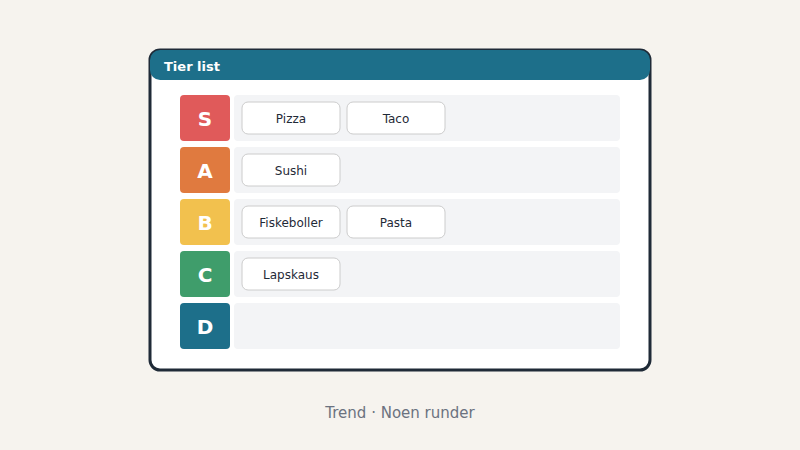 Tier list
S Pizza Taco
A Sushi
B Fiskeboller Pasta
C Lapskaus
D
Trend · Noen runder